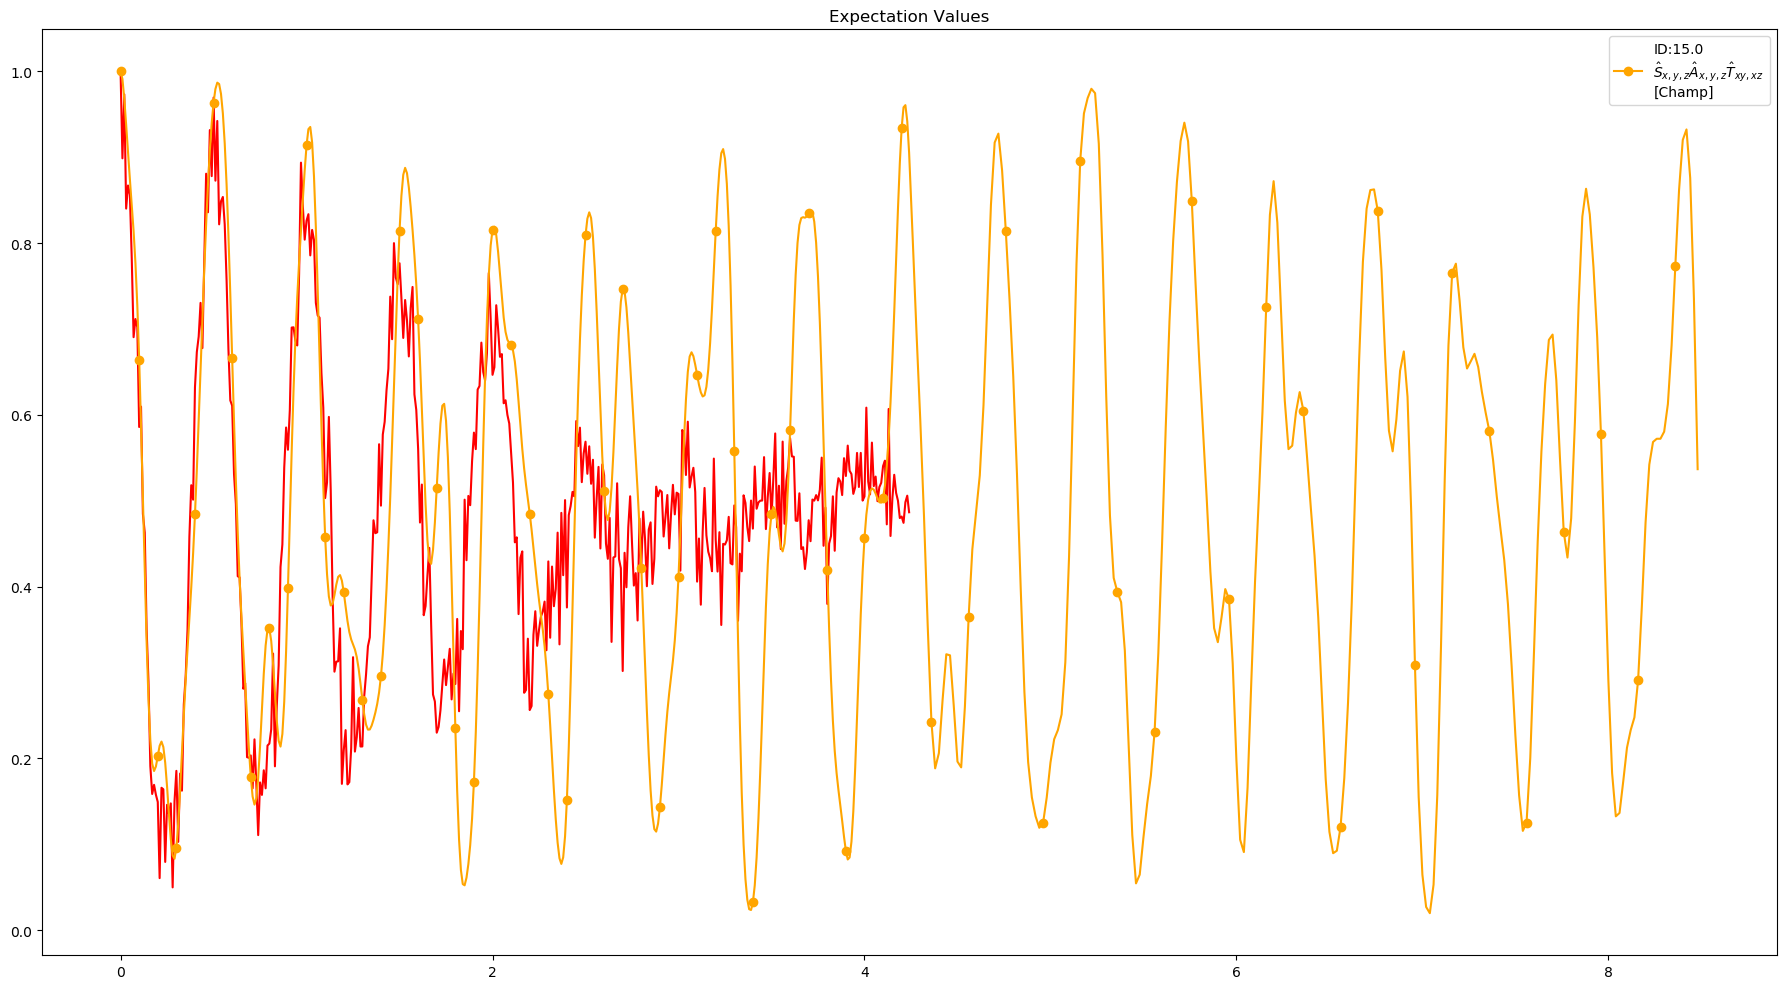 Expectation Values
ID:15.0
$\hat{S}_{x,y,z}\hat{A}_{x,y,z}\hat{T}_{xy,xz}$
[Champ]
1.0
0.8
0.6
0.4
0.2
0.0
0 2 4 6 8